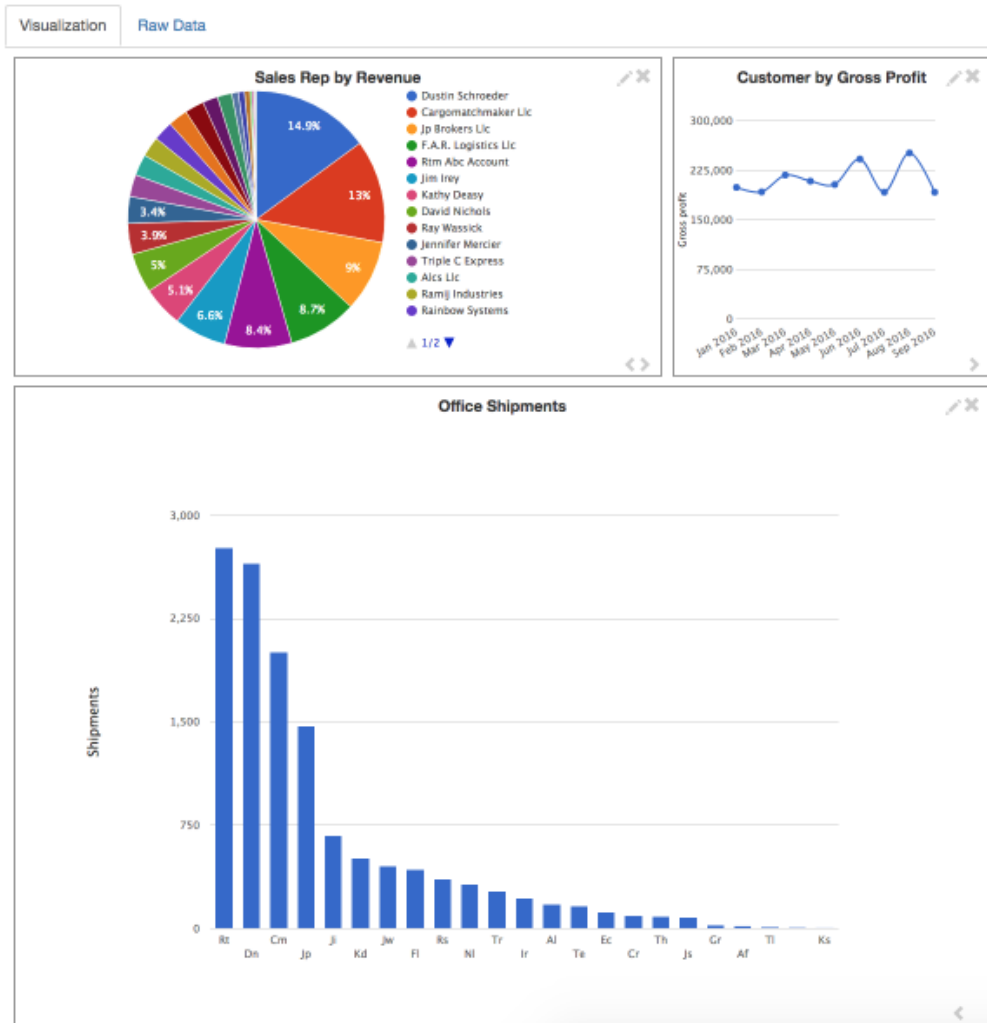 Visualization
Raw Data
Sales Rep by Revenue
14.9%
13%
9%
8.7%
8.4%
6.6%
5.1%
5%
3.9%
3.4%
Dustin Schroeder
Cargomatchmaker Llc
Jp Brokers Llc
F.A.R. Logistics Llc
Rtm Abc Account
Jim Irey
Kathy Deasy
David Nichols
Ray Wassick
Jennifer Mercier
Triple C Express
Alcs Llc
Ramij Industries
Rainbow Systems
1/2
Customer by Gross Profit
Gross profit
300,000
225,000
150,000
75,000
0
Jan 2016
Feb 2016
Mar 2016
Apr 2016
May 2016
Jun 2016
Jul 2016
Aug 2016
Sep 2016
Office Shipments
Shipments
3,000
2,250
1,500
750
0
Rt
Dn
Cm
Jp
Ji
Kd
Jw
Fl
Rs
Nl
Tr
Ir
Al
Te
Ec
Cr
Th
Js
Gr
Af
Tl
Ks